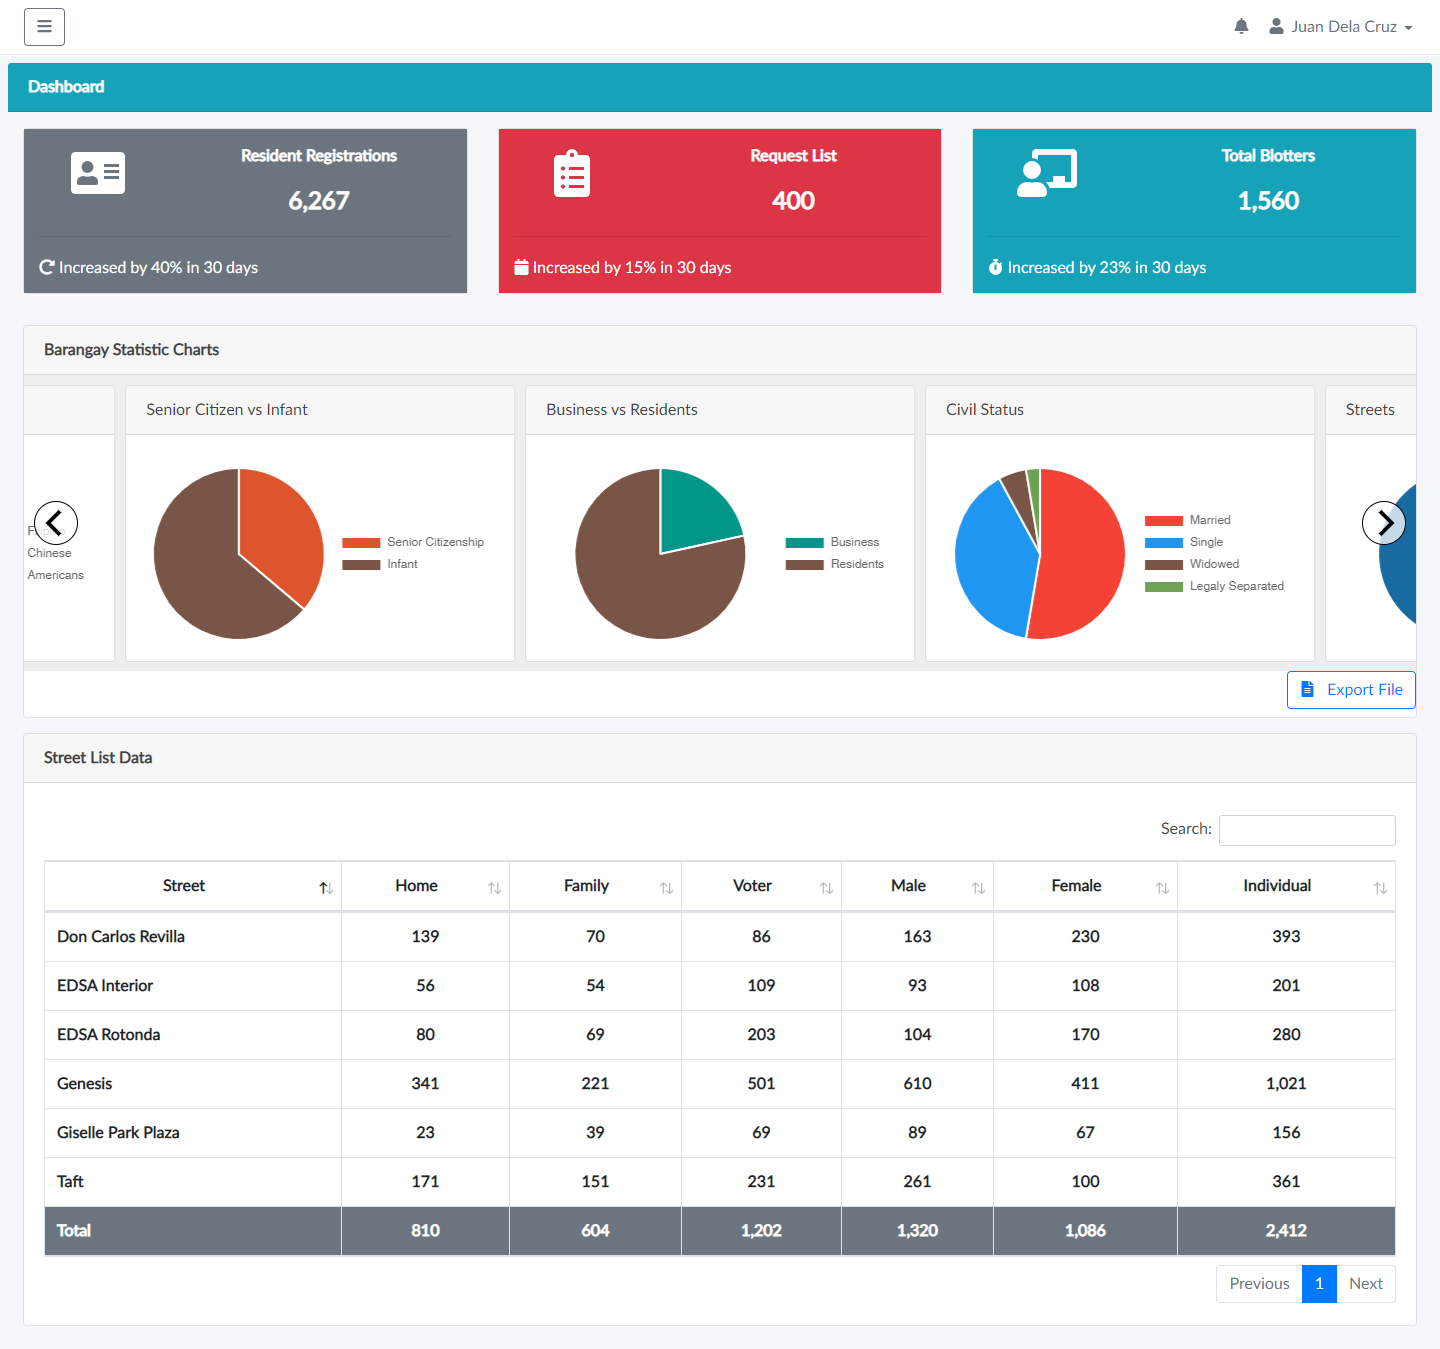 Juan Dela Cruz
Dashboard
Resident Registrations
6,267
Increased by 40% in 30 days
Request List
400
Increased by 15% in 30 days
Total Blotters
1,560
Increased by 23% in 30 days
Barangay Statistic Charts
Chinese
Americans
Senior Citizen vs Infant
Senior Citizenship
Infant
Business vs Residents
Business
Residents
Civil Status
Married
Single
Widowed
Legaly Separated
Streets
Export File
Street List Data
Search:
Street Home Family Voter Male Female Individual
Don Carlos Revilla 139 70 86 163 230 393
EDSA Interior 56 54 109 93 108 201
EDSA Rotonda 80 69 203 104 170 280
Genesis 341 221 501 610 411 1,021
Giselle Park Plaza 23 39 69 89 67 156
Taft 171 151 231 261 100 361
Total 810 604 1,202 1,320 1,086 2,412
Previous 1 Next